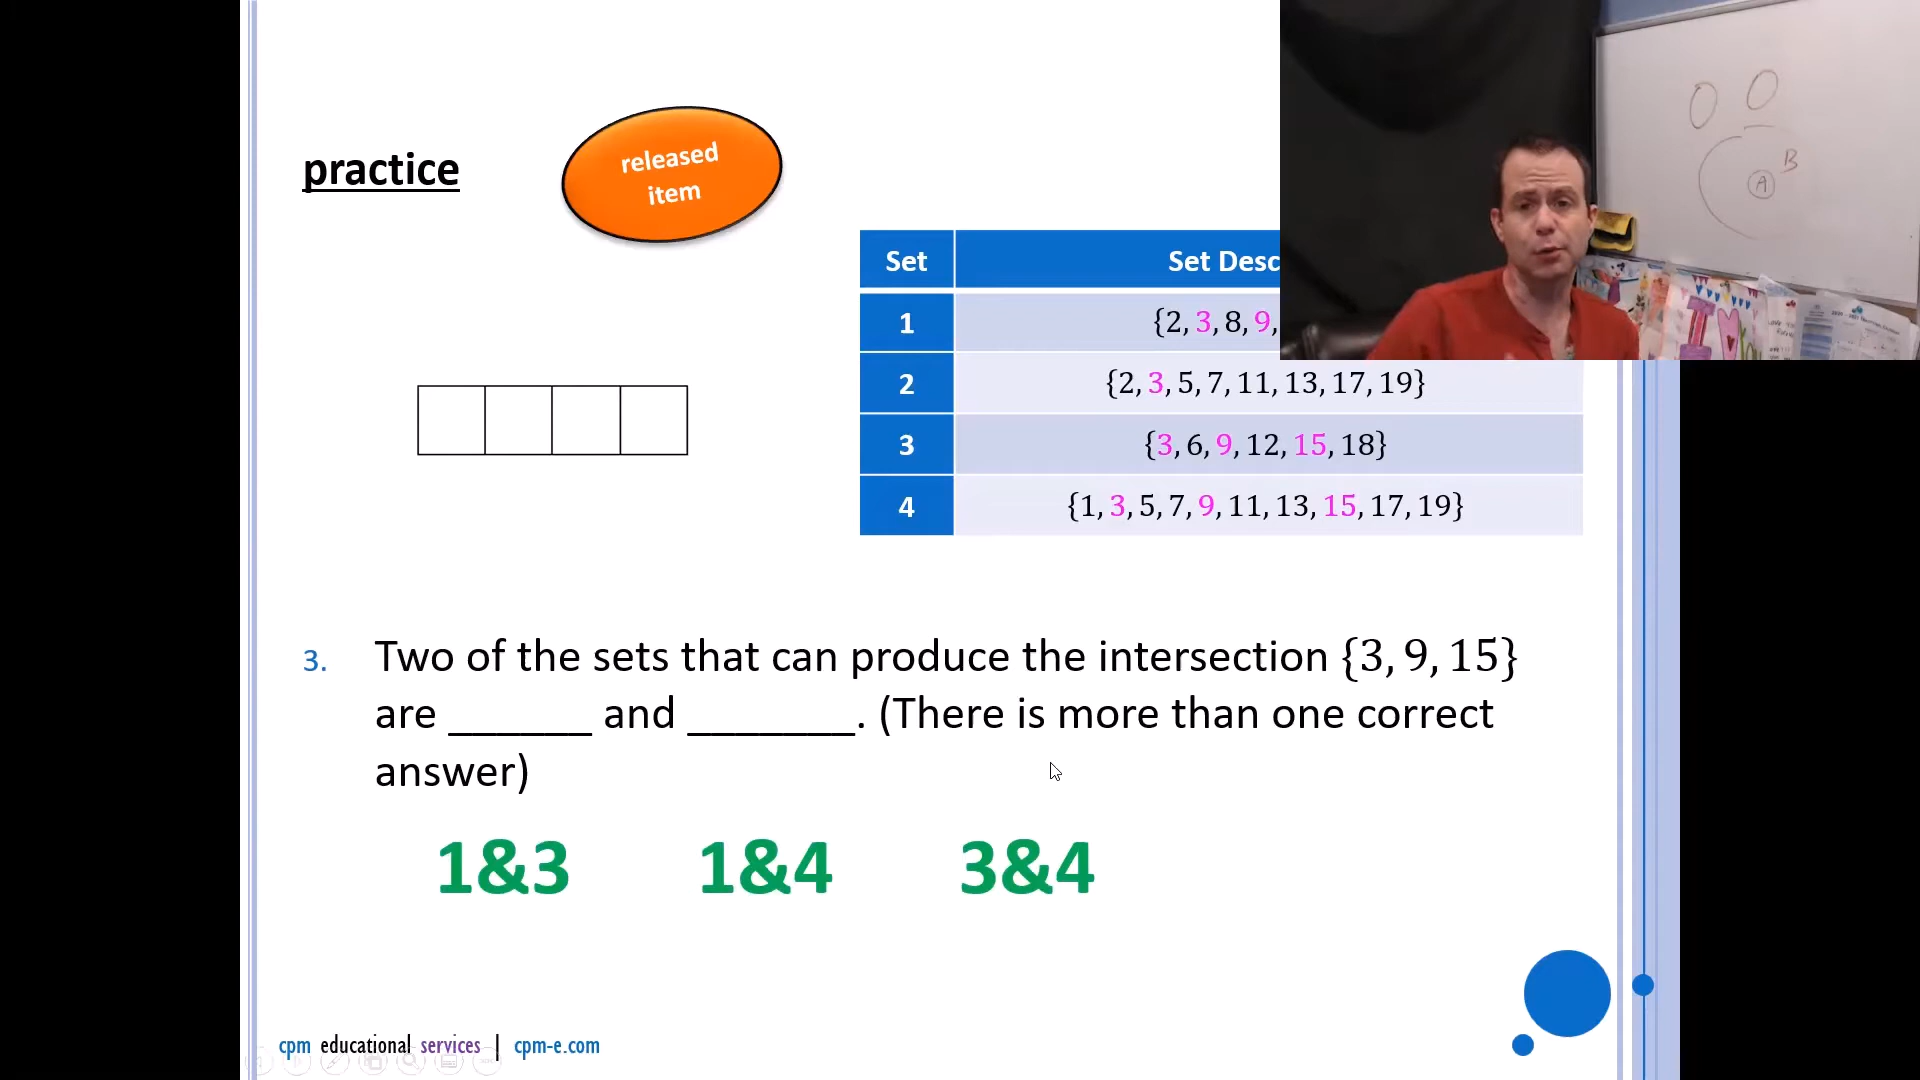 practice
released
item
Set Desc
1 {2, 3, 8, 9,
2 {2, 3, 5, 7, 11, 13, 17, 19}
3 {3, 6, 9, 12, 15, 18}
4 {1, 3, 5, 7, 9, 11, 13, 15, 17, 19}
B
A
3. Two of the sets that can produce the intersection {3, 9, 15}
are ______ and _______. (There is more than one correct
answer)
1&3 1&4 3&4
cpm educational services | cpm-e.com